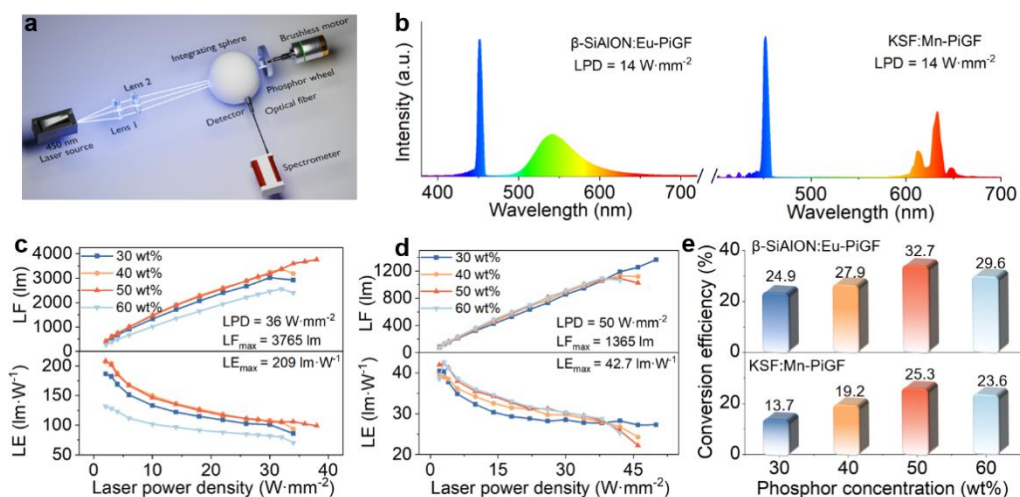 a
Brushless motor
Integrating sphere
Phosphor wheel
Lens 2
Optical fiber
Detector
Lens 1
450 nm
Laser source
Spectrometer
b
β-SiAlON:Eu-PiGF
LPD = 14 W·mm⁻²
KSF:Mn-PiGF
LPD = 14 W·mm⁻²
Intensity (a.u.)
400 500 600 700 500 600 700
Wavelength (nm) Wavelength (nm)
c
4000
3000
2000
1000
0
LF (lm)
30 wt%
40 wt%
50 wt%
60 wt%
LPD = 36 W·mm⁻²
LFmax = 3765 lm
LEmax = 209 lm·W⁻¹
200
150
100
50
LE (lm·W⁻¹)
0 10 20 30 40
Laser power density (W·mm⁻²)
d
1200
800
400
0
LF (lm)
30 wt%
40 wt%
50 wt%
60 wt%
LPD = 50 W·mm⁻²
LFmax = 1365 lm
LEmax = 42.7 lm·W⁻¹
40
30
20
LE (lm·W⁻¹)
0 15 30 45
Laser power density (W·mm⁻²)
e
β-SiAlON:Eu-PiGF
40
20
0
24.9 27.9 32.7 29.6
KSF:Mn-PiGF
20
0
13.7 19.2 25.3 23.6
Conversion efficiency (%)
30 40 50 60
Phosphor concentration (wt%)